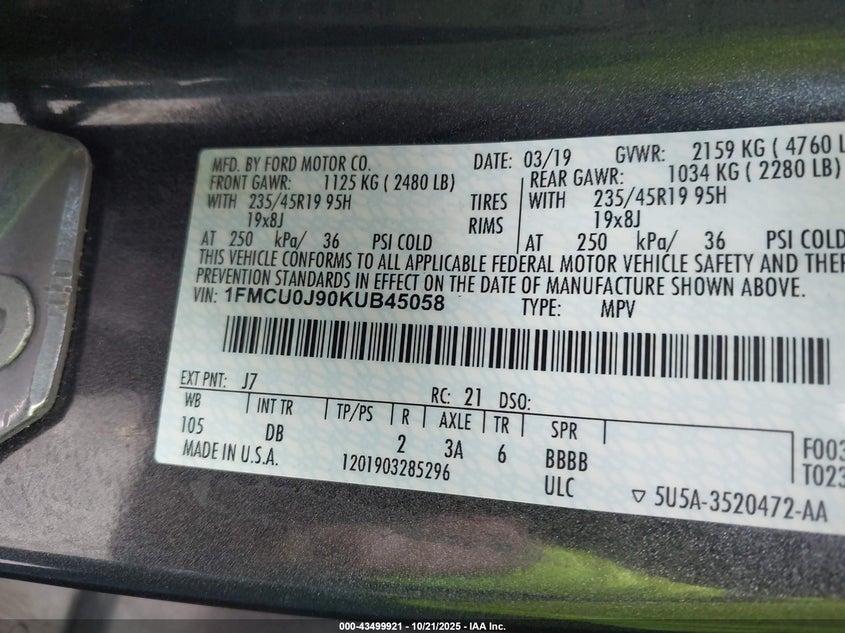 MFD. BY FORD MOTOR CO. DATE: 03/19 GVWR: 2159 KG ( 4760 L
FRONT GAWR: 1125 KG ( 2480 LB) REAR GAWR: 1034 KG ( 2280 LB)
WITH 235/45R19 95H TIRES WITH 235/45R19 95H
19x8J RIMS 19x8J
AT 250 kPa/ 36 PSI COLD AT 250 kPa/ 36 PSI COLD
THIS VEHICLE CONFORMS TO ALL APPLICABLE FEDERAL MOTOR VEHICLE SAFETY AND THEF
PREVENTION STANDARDS IN EFFECT ON THE DATE OF MANUFACTURE SHOWN ABOVE.
VIN: 1FMCU0J90KUB45058 TYPE: MPV
EXT PNT: J7 RC: 21 DSO:
WB INT TR TP/PS R AXLE TR SPR
105 DB 2 3A 6 BBBB F003
MADE IN U.S.A. 1201903285296 ULC T023
▽ 5U5A-3520472-AA
000-43499921 - 10/21/2025 - IAA Inc.